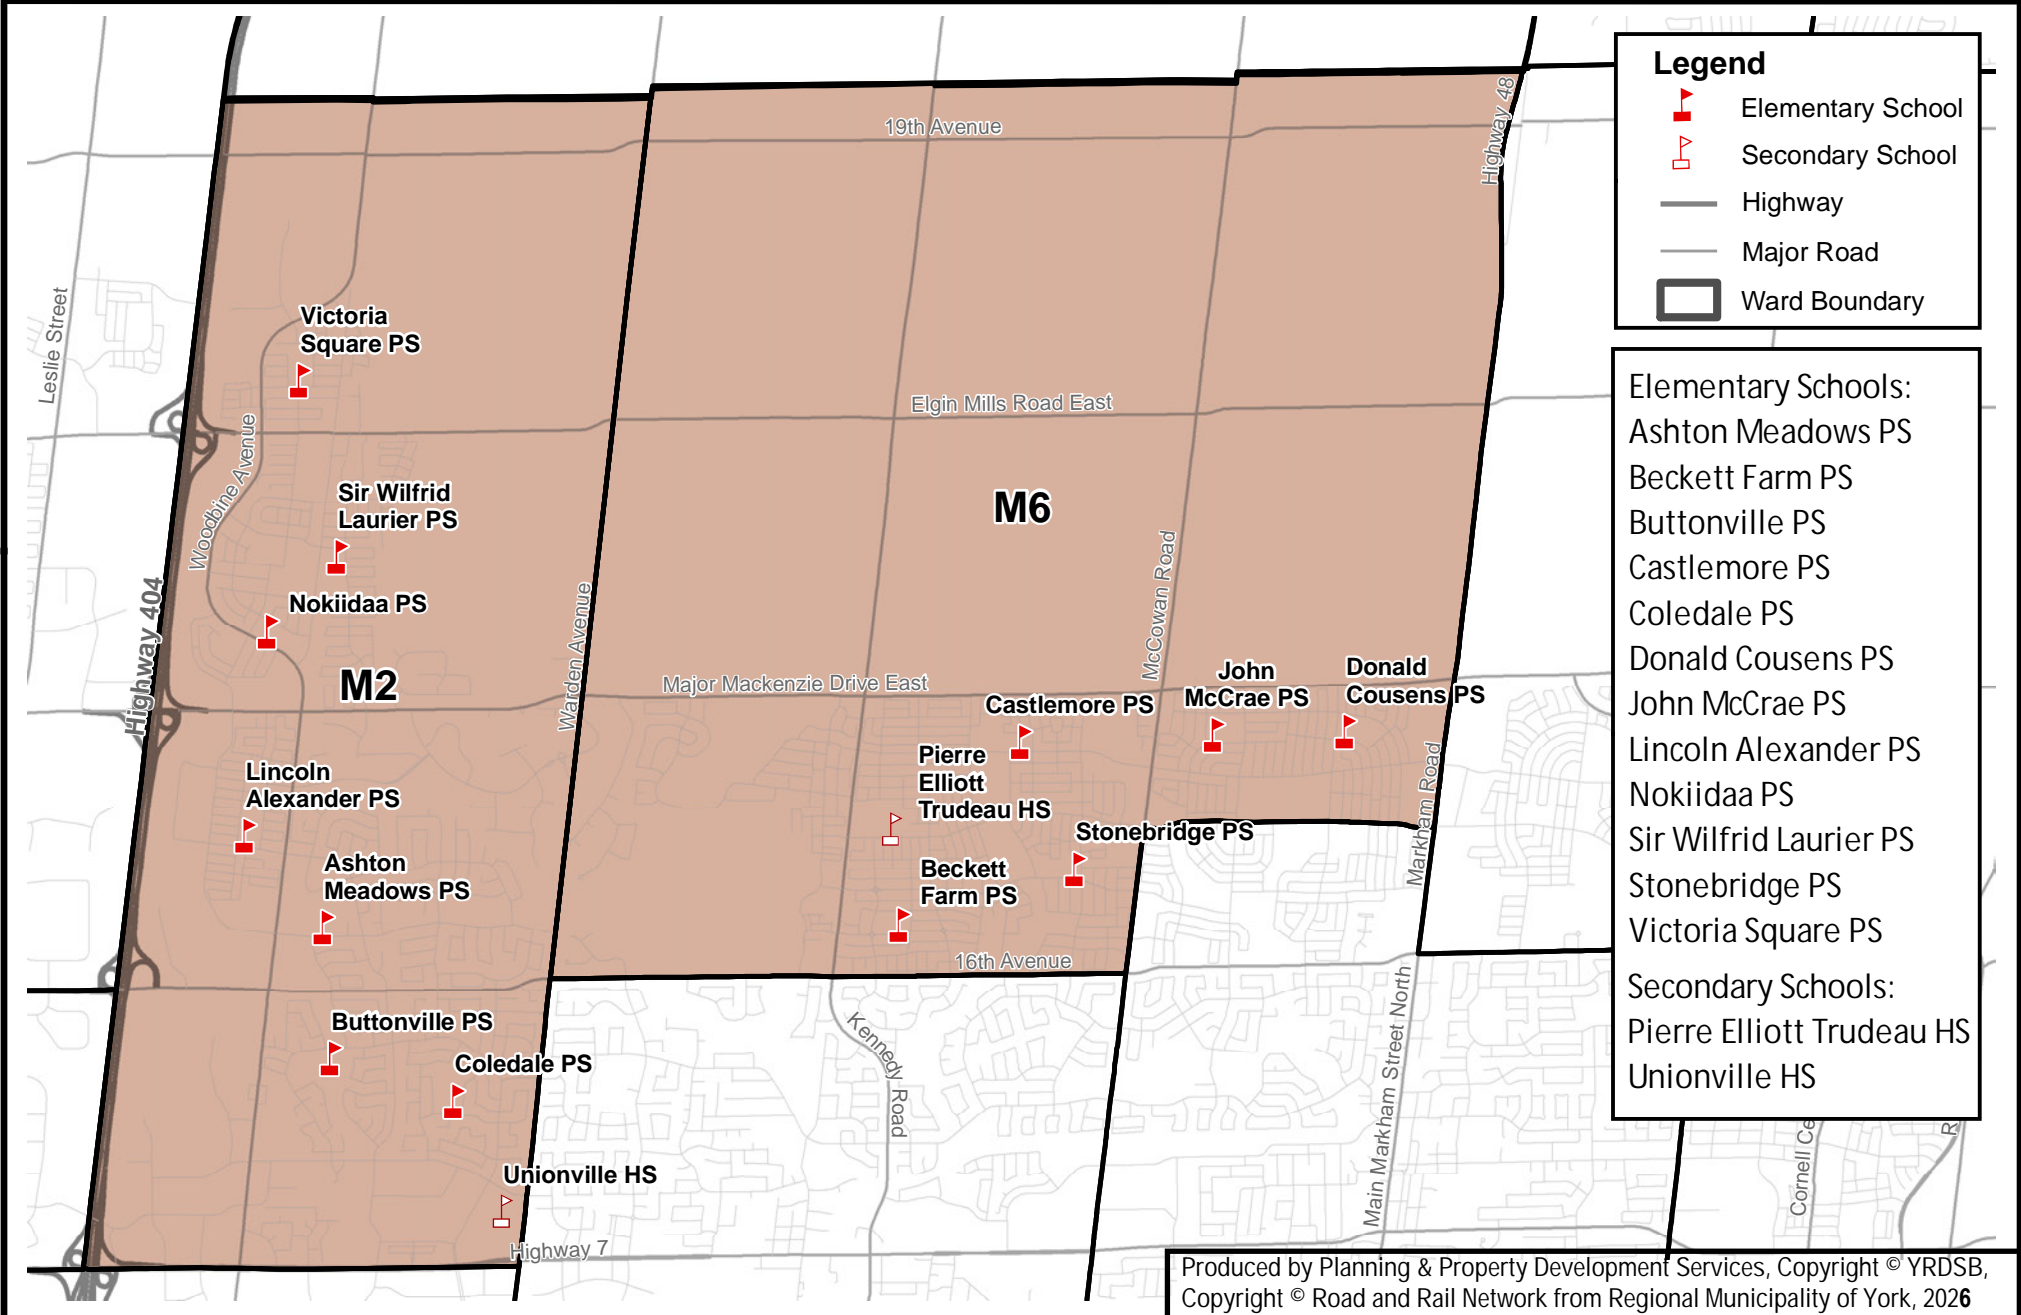 19th Avenue
Highway 48
Leslie Street
Victoria
Square PS
Elgin Mills Road East
Woodbine Avenue
Sir Wilfrid
Laurier PS
M6
McCowan Road
Highway 404
Nokiidaa PS
Warden Avenue
M2
Major Mackenzie Drive East
John
McCrae PS
Donald
Cousens PS
Castlemore PS
Pierre
Elliott
Trudeau HS
Markham Road
Lincoln
Alexander PS
Stonebridge PS
Ashton
Meadows PS
Beckett
Farm PS
16th Avenue
Buttonville PS
Coledale PS
Kennedy Road
Main Markham Street North
Unionville HS
Highway 7
Cornell Ce
R
Legend
Elementary School
Secondary School
Highway
Major Road
Ward Boundary
Elementary Schools:
Ashton Meadows PS
Beckett Farm PS
Buttonville PS
Castlemore PS
Coledale PS
Donald Cousens PS
John McCrae PS
Lincoln Alexander PS
Nokiidaa PS
Sir Wilfrid Laurier PS
Stonebridge PS
Victoria Square PS
Secondary Schools:
Pierre Elliott Trudeau HS
Unionville HS
Produced by Planning & Property Development Services, Copyright © YRDSB,
Copyright © Road and Rail Network from Regional Municipality of York, 2026